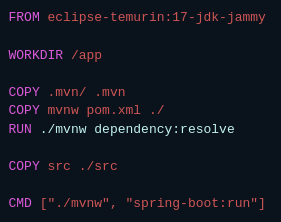 FROM eclipse-temurin:17-jdk-jammy
WORKDIR /app
COPY .mvn/ .mvn
COPY mvnw pom.xml ./
RUN ./mvnw dependency:resolve
COPY src ./src
CMD ["./mvnw", "spring-boot:run"]